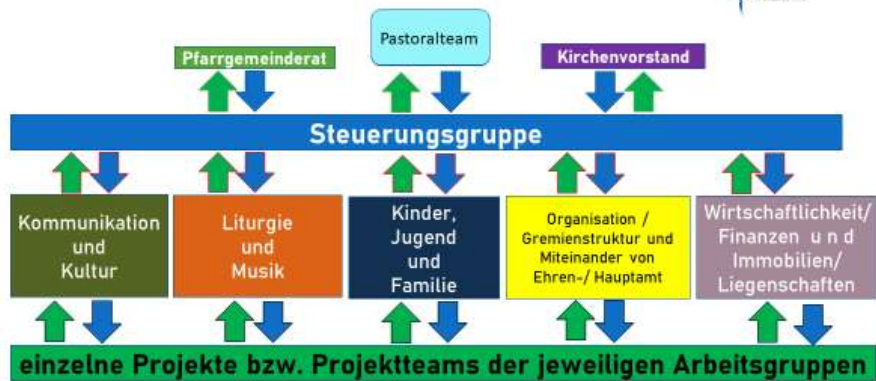 Pastoralteam
Pfarrgemeinderat
Kirchenvorstand
Steuerungsgruppe
Kommunikation
und
Kultur
Liturgie
und
Musik
Kinder,
Jugend
und
Familie
Organisation /
Gremienstruktur und
Miteinander von
Ehren-/ Hauptamt
Wirtschaftlichkeit/
Finanzen u n d
Immobilien/
Liegenschaften
einzelne Projekte bzw. Projektteams der jeweiligen Arbeitsgruppen